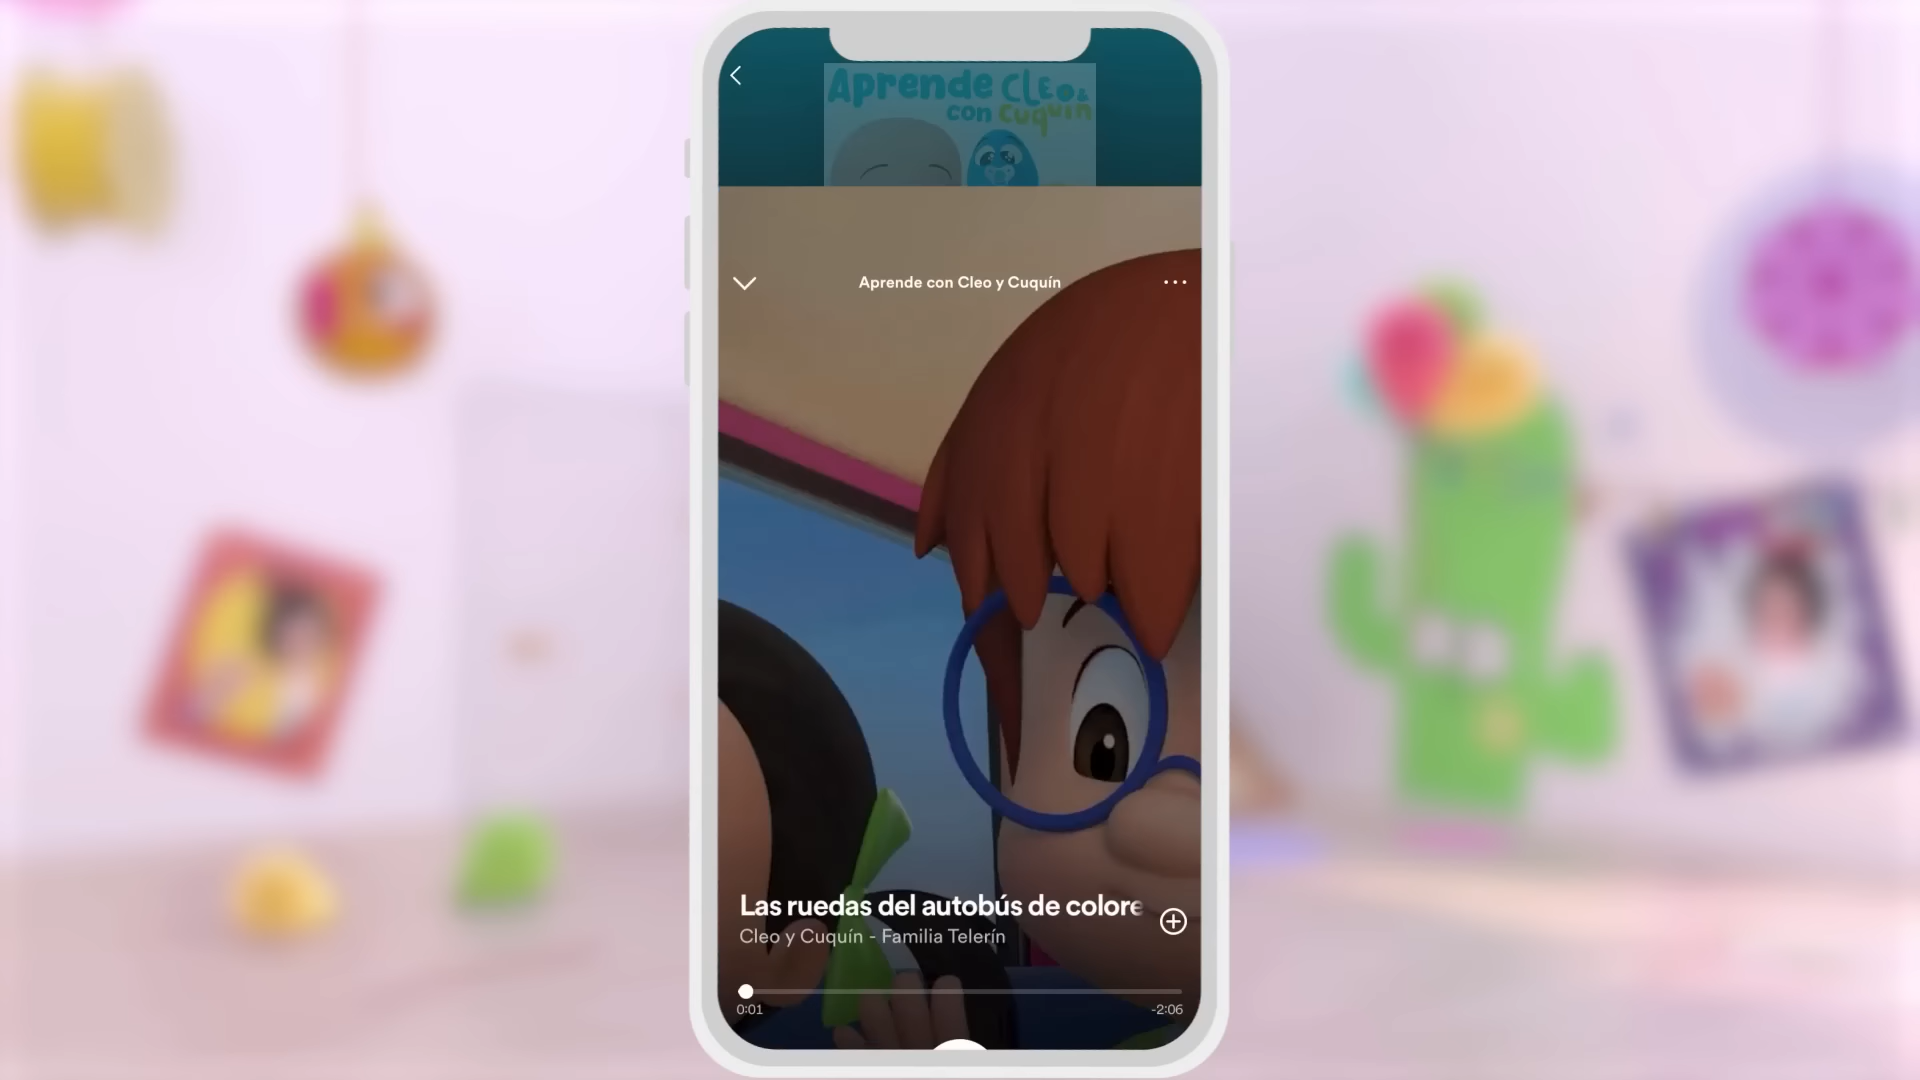 Aprende CLEO &
con cuquín
Aprende con Cleo y Cuquín
Las ruedas del autobús de colore
Cleo y Cuquín - Familia Telerín
0:01
-2:06